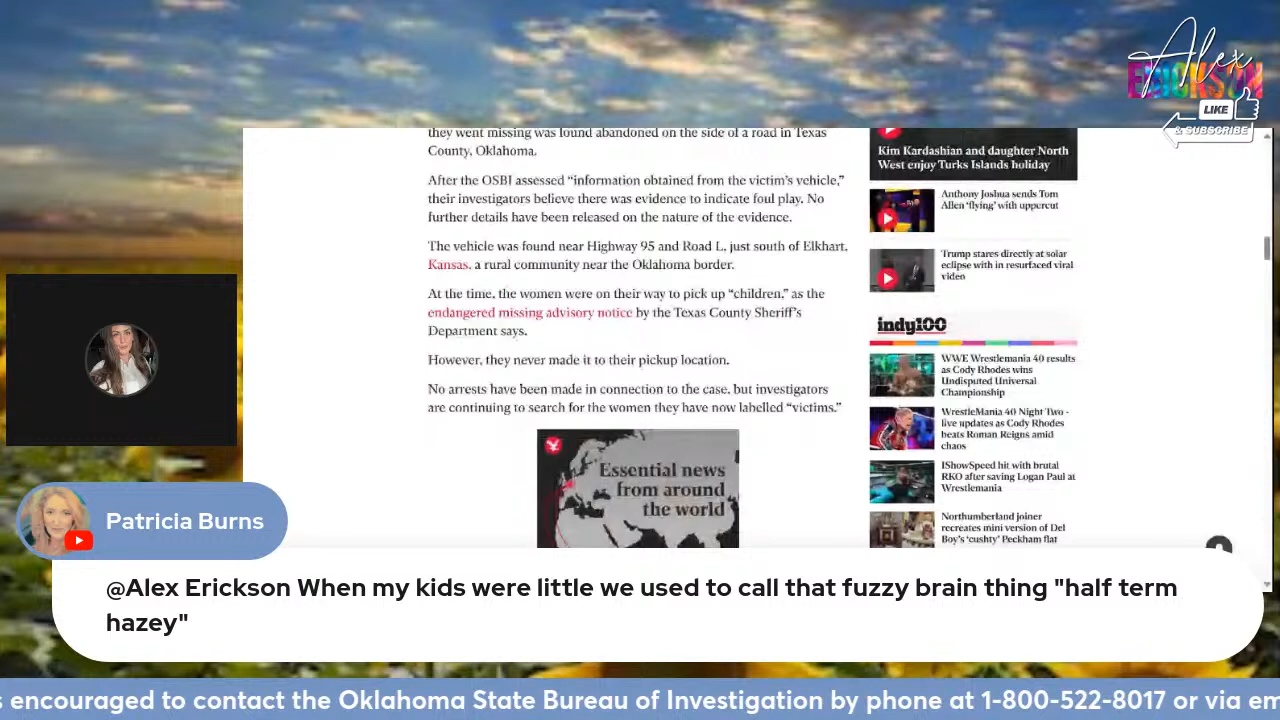 Alex
ERICKSON
LIKE
& SUBSCRIBE
they went missing was found abandoned on the side of a road in Texas
County, Oklahoma.
After the OSBI assessed “information obtained from the victim’s vehicle,”
their investigators believe there was evidence to indicate foul play. No
further details have been released on the nature of the evidence.
The vehicle was found near Highway 95 and Road L, just south of Elkhart,
Kansas, a rural community near the Oklahoma border.
At the time, the women were on their way to pick up “children,” as the
endangered missing advisory notice by the Texas County Sheriff’s
Department says.
However, they never made it to their pickup location.
No arrests have been made in connection to the case, but investigators
are continuing to search for the women they have now labelled “victims.”
Essential news
from around
the world
Kim Kardashian and daughter North
West enjoy Turks Islands holiday
Anthony Joshua sends Tom
Allen ‘flying’ with uppercut
Trump stares directly at solar
eclipse with in resurfaced viral
video
indy100
WWE Wrestlemania 40 results
as Cody Rhodes wins
Undisputed Universal
Championship
WrestleMania 40 Night Two -
live updates as Cody Rhodes
beats Roman Reigns amid
chaos
IShowSpeed hit with brutal
RKO after saving Logan Paul at
Wrestlemania
Northumberland joiner
recreates mini version of Del
Boy’s ‘cushty’ Peckham flat
Patricia Burns
@Alex Erickson When my kids were little we used to call that fuzzy brain thing "half term
hazey"
s encouraged to contact the Oklahoma State Bureau of Investigation by phone at 1-800-522-8017 or via em